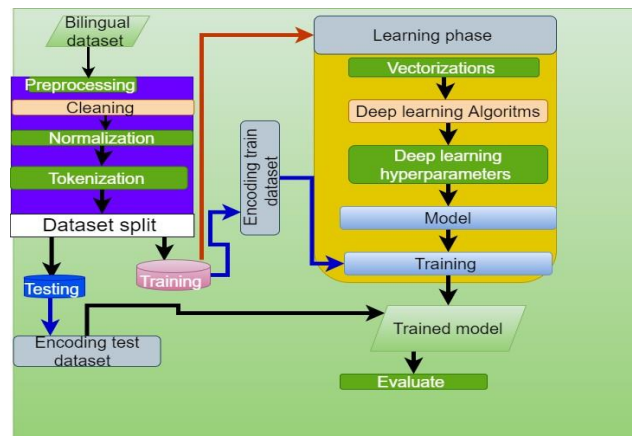 Bilingual
dataset
Preprocessing
Cleaning
Normalization
Tokenization
Dataset split
Testing
Training
Encoding test
dataset
Encoding train
dataset
Learning phase
Vectorizations
Deep learning Algoritms
Deep learning
hyperparameters
Model
Training
Trained model
Evaluate